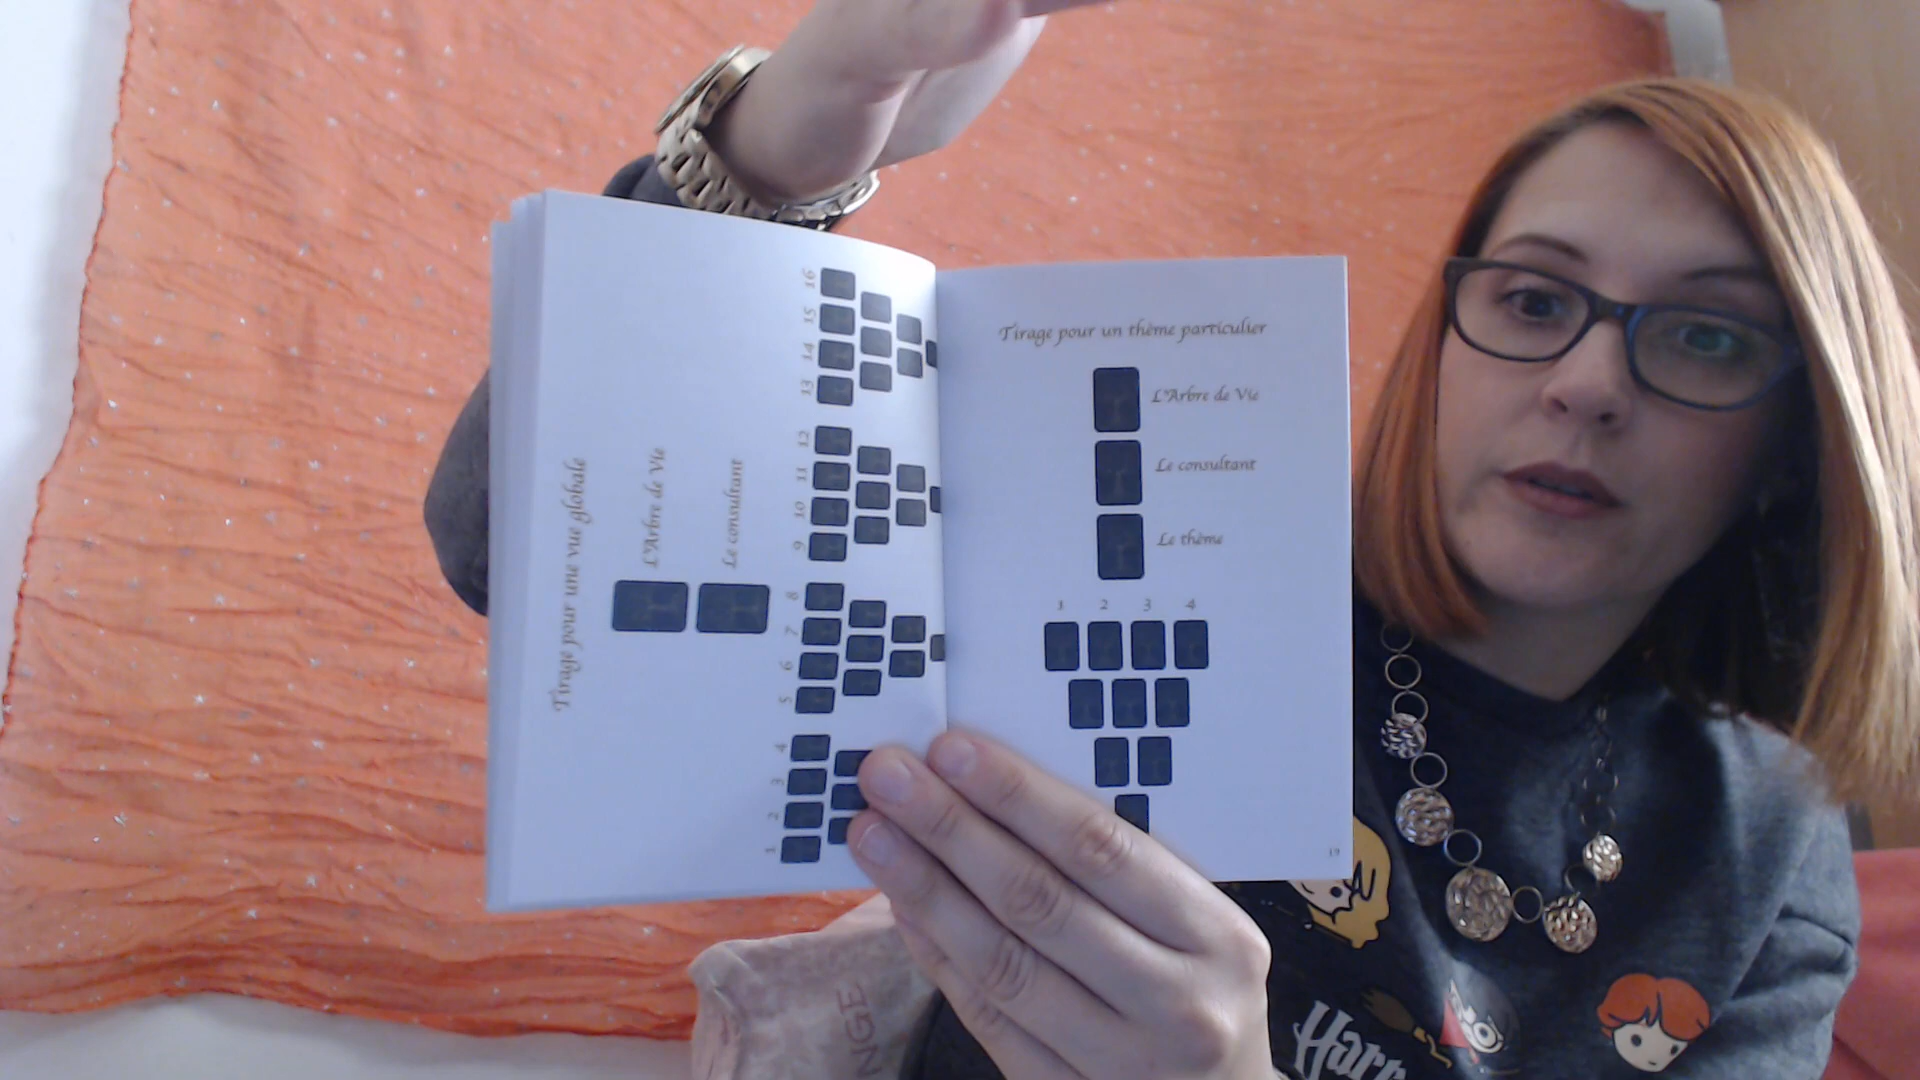 Tirage pour une vue globale
L'Arbre de Vie
Le consultant
1 2 3 4 5 6 7 8 9 10 11 12 13 14 15 16
Tirage pour un thème particulier
L'Arbre de Vie
Le consultant
Le thème
1 2 3 4
19
NGE
Harr